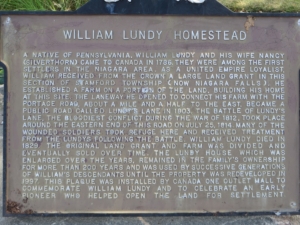 WILLIAM LUNDY HOMESTEAD
A NATIVE OF PENNSYLVANIA, WILLIAM LUNDY AND HIS WIFE NANCY
(SILVERTHORN) CAME TO CANADA IN 1786. THEY WERE AMONG THE FIRST
SETTLERS IN THE NIAGARA AREA. AS A UNITED EMPIRE LOYALIST
WILLIAM RECEIVED FROM THE CROWN A LARGE LAND GRANT IN THIS
SECTION OF STAMFORD TOWNSHIP (NOW NIAGARA FALLS). HE
ESTABLISHED A FARM ON A PORTION OF THE LAND, BUILDING HIS HOME
AT THIS SITE. THE LANEWAY HE OPENED TO CONNECT HIS FARM WITH THE
PORTAGE ROAD, ABOUT A MILE AND A HALF TO THE EAST, BECAME A
PUBLIC ROAD CALLED LUNDY'S LANE IN 1803. THE BATTLE OF LUNDY'S
LANE, THE BLOODIEST CONFLICT DURING THE WAR OF 1812, TOOK PLACE
AROUND THE EASTERN END OF THIS ROAD ON JULY 25, 1814. MANY OF THE
WOUNDED SOLDIERS TOOK REFUGE HERE AND RECEIVED TREATMENT
FROM THE LUNDYS FOLLOWING THE BATTLE. WILLIAM LUNDY DIED IN
1829. THE ORIGINAL LAND GRANT AND FARM WAS DIVIDED AND
EVENTUALLY SOLD OVER TIME. THE LUNDY HOUSE, WHICH WAS
ENLARGED OVER THE YEARS, REMAINED IN THE FAMILY'S OWNERSHIP
FOR MORE THAN 200 YEARS AND WAS USED BY SUCCESSIVE GENERATIONS
OF WILLIAM'S DESCENDANTS UNTIL THE PROPERTY WAS REDEVELOPED IN
THIS PLAQUE WAS INSTALLED BY CANADA ONE OUTLET MALL TO
COMMEMORATE WILLIAM LUNDY AND TO CELEBRATE AN EARLY
PIONEER WHO HELPED OPEN THE LAND FOR SETTLEMENT.